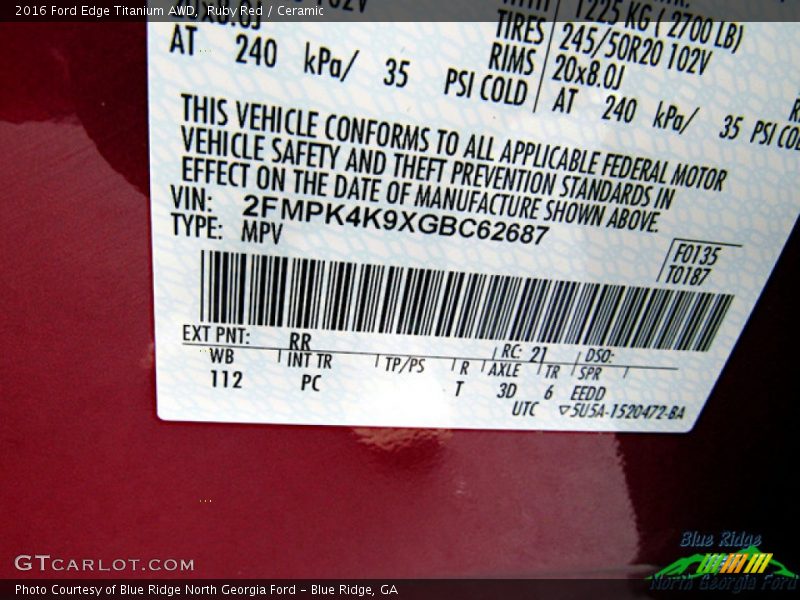 2016 Ford Edge Titanium AWD, Ruby Red / Ceramic
1225 KG ( 2700 LB)
TIRES 245/50R20 102V
RIMS 20x8.0J
AT 240 kPa/ 35 PSI COLD
AT 240 kPa/ 35 PSI COLD
THIS VEHICLE CONFORMS TO ALL APPLICABLE FEDERAL MOTOR
VEHICLE SAFETY AND THEFT PREVENTION STANDARDS IN
EFFECT ON THE DATE OF MANUFACTURE SHOWN ABOVE.
VIN: 2FMPK4K9XGBC62687
TYPE: MPV
F0135
T0187
EXT PNT: RR RC: 21 DSO:
WB INT TR TP/PS R AXLE TR SPR
112 PC T 3D 6 EEDD
UTC ▽5U5A-1520472-BA
GTCARLOT.COM
Blue Ridge
North Georgia Ford
Photo Courtesy of Blue Ridge North Georgia Ford – Blue Ridge, GA